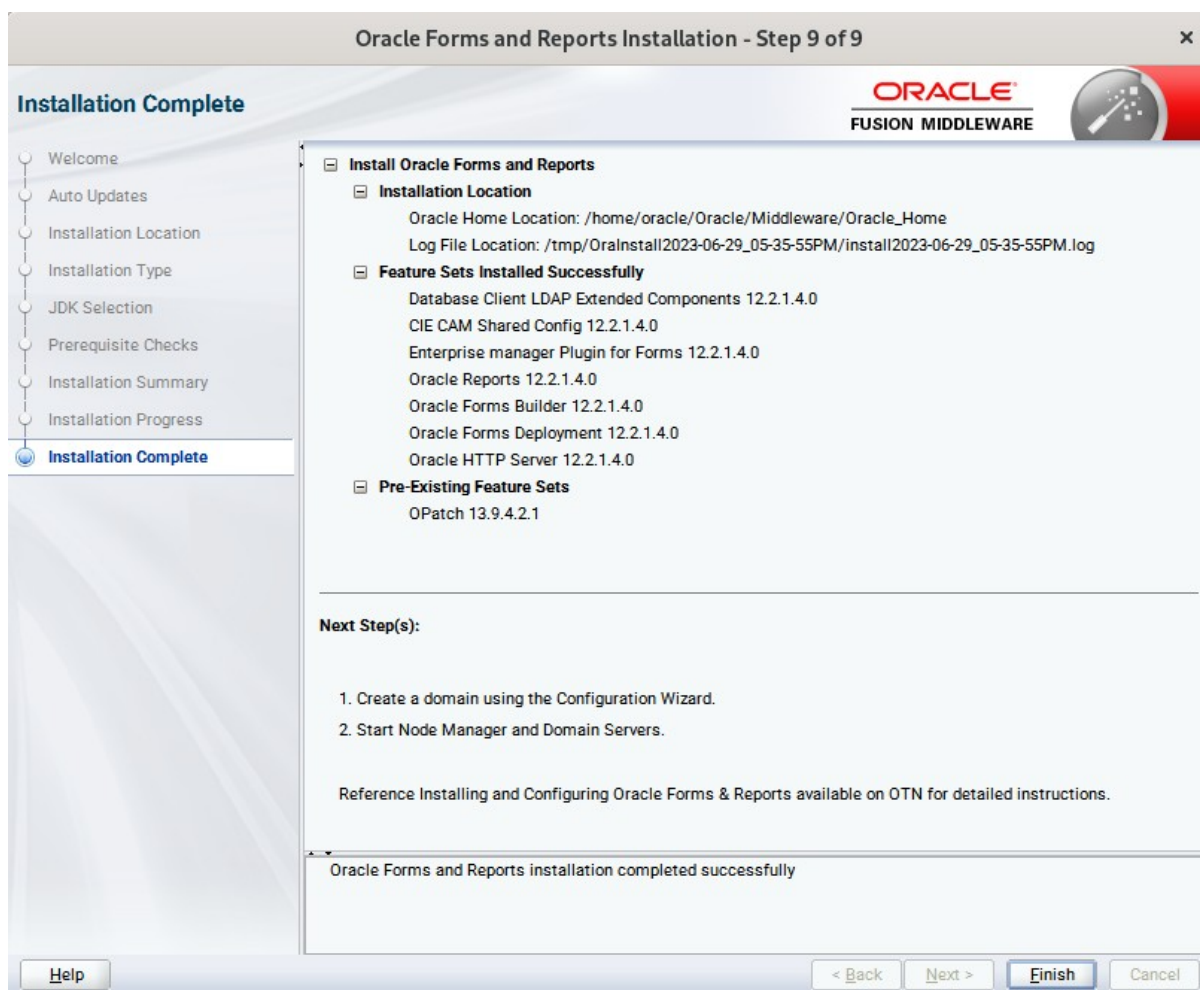 Oracle Forms and Reports Installation - Step 9 of 9
Installation Complete
ORACLE
FUSION MIDDLEWARE
Welcome
Auto Updates
Installation Location
Installation Type
JDK Selection
Prerequisite Checks
Installation Summary
Installation Progress
Installation Complete
Install Oracle Forms and Reports
Installation Location
Oracle Home Location: /home/oracle/Oracle/Middleware/Oracle_Home
Log File Location: /tmp/OraInstall2023-06-29_05-35-55PM/install2023-06-29_05-35-55PM.log
Feature Sets Installed Successfully
Database Client LDAP Extended Components 12.2.1.4.0
CIE CAM Shared Config 12.2.1.4.0
Enterprise manager Plugin for Forms 12.2.1.4.0
Oracle Reports 12.2.1.4.0
Oracle Forms Builder 12.2.1.4.0
Oracle Forms Deployment 12.2.1.4.0
Oracle HTTP Server 12.2.1.4.0
Pre-Existing Feature Sets
OPatch 13.9.4.2.1
Next Step(s):
1. Create a domain using the Configuration Wizard.
2. Start Node Manager and Domain Servers.
Reference Installing and Configuring Oracle Forms & Reports available on OTN for detailed instructions.
Oracle Forms and Reports installation completed successfully
Help
< Back
Next >
Finish
Cancel